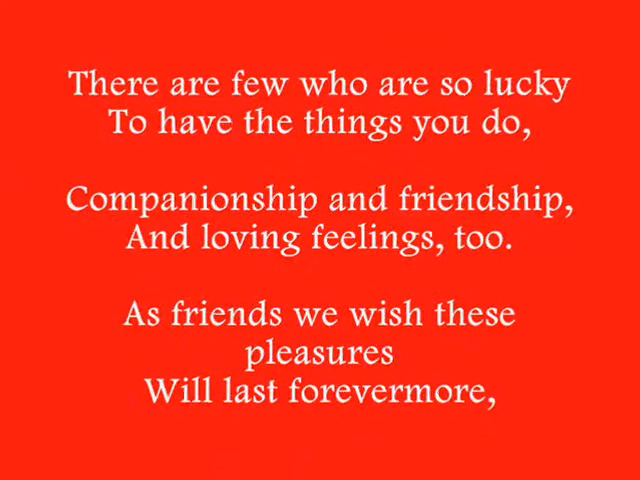 There are few who are so lucky
To have the things you do,
Companionship and friendship,
And loving feelings, too.
As friends we wish these
pleasures
Will last forevermore,